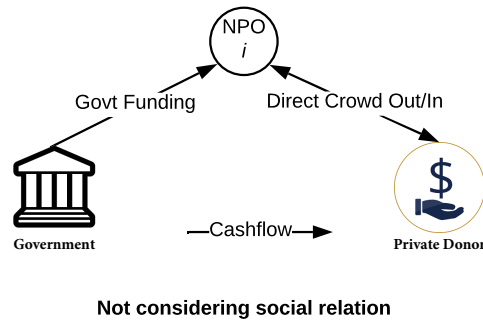 NPO
i
Govt Funding
Direct Crowd Out/In
$
Government
Cashflow
Private Donor
Not considering social relation